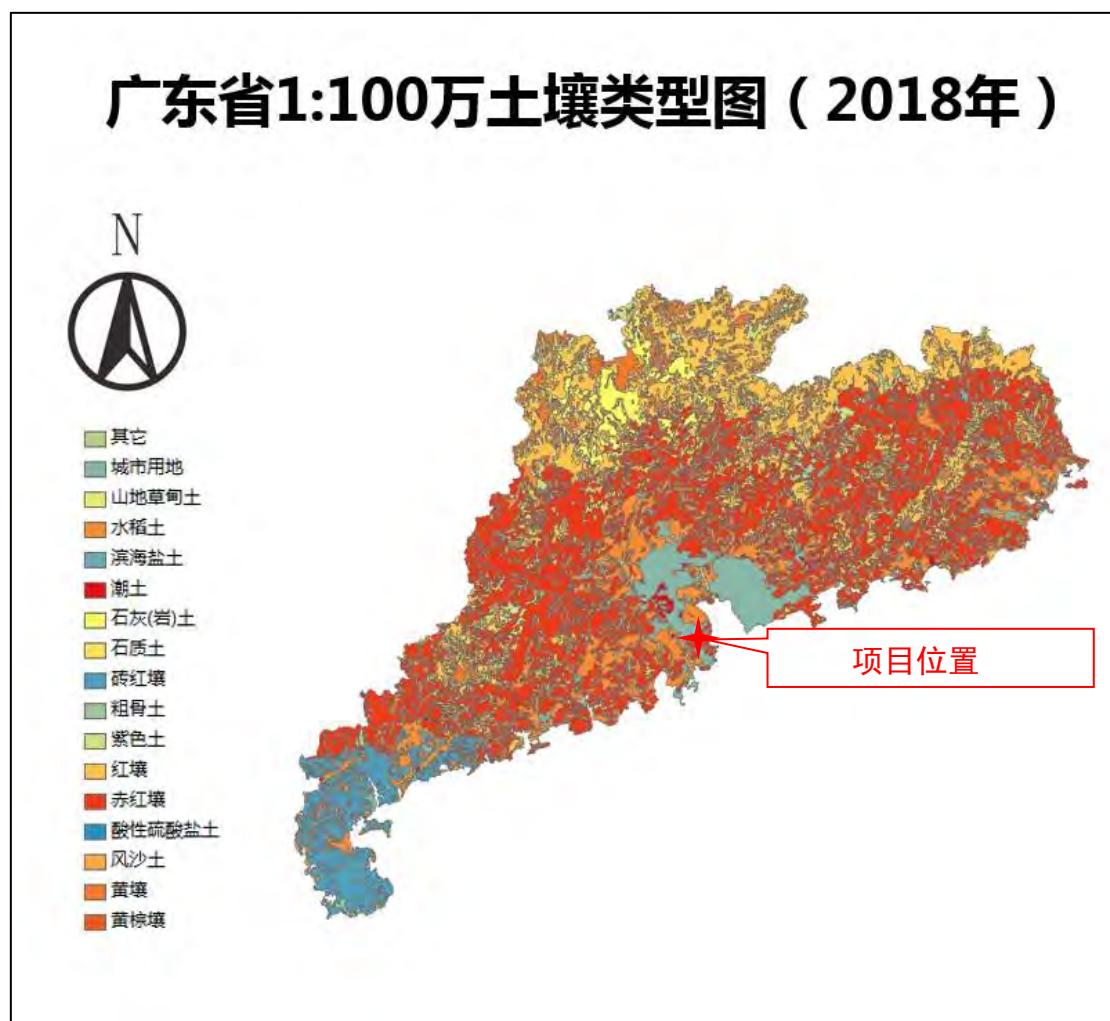 广东省1:100万土壤类型图（2018年）
N
其它
城市用地
山地草甸土
水稻土
滨海盐土
潮土
石灰(岩)土
石质土
砖红壤
粗骨土
紫色土
红壤
赤红壤
酸性硫酸盐土
风沙土
黄壤
黄棕壤
项目位置